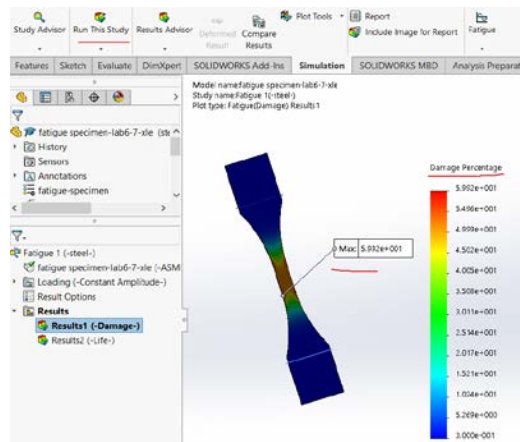 Study Advisor
Run This Study
Results Advisor
Deformed Result
Compare Results
Plot Tools
Report
Include Image for Report
Fatigue
Features Sketch Evaluate DimXpert SOLIDWORKS Add-Ins Simulation SOLIDWORKS MBD Analysis Preparat
fatigue specimen-lab6-7-xle (ste
History
Sensors
Annotations
fatigue-specimen
Fatigue 1 (-steel-)
fatigue specimen-lab6-7-xle (-ASM
Loading (-Constant Amplitude-)
Result Options
Results
Results1 (-Damage-)
Results2 (-Life-)
Model name:fatigue specimen-lab6-7-xle
Study name:Fatigue 1(-steel-)
Plot type: Fatigue(Damage) Results1
Max: 5.992e+001
Damage Percentage
5.992e+001
5.496e+001
4.999e+001
4.502e+001
4.005e+001
3.508e+001
3.011e+001
2.514e+001
2.017e+001
1.521e+001
1.024e+001
5.269e+000
3.000e-001